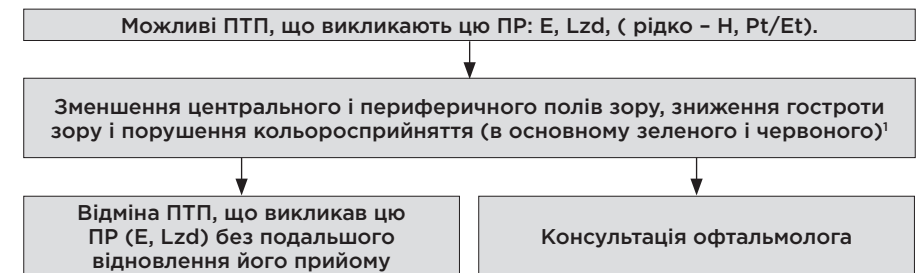 Можливі ПТП, що викликають цю ПР: E, Lzd, ( рідко – H, Pt/Et).
Зменшення центрального і периферичного полів зору, зниження гостроти
зору і порушення кольоросприйняття (в основному зеленого і червоного)¹
Відміна ПТП, що викликав цю
ПР (E, Lzd) без подальшого
відновлення його прийому
Консультація офтальмолога